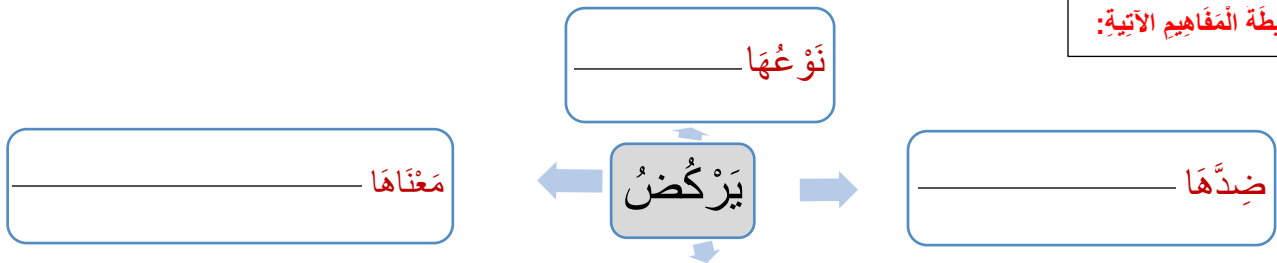 الْمَفَاهِيمِ الآتِيَةِ:
نَوْعُهَا
ضِدَّهَا
يَرْكُضُ
مَعْنَاهَا